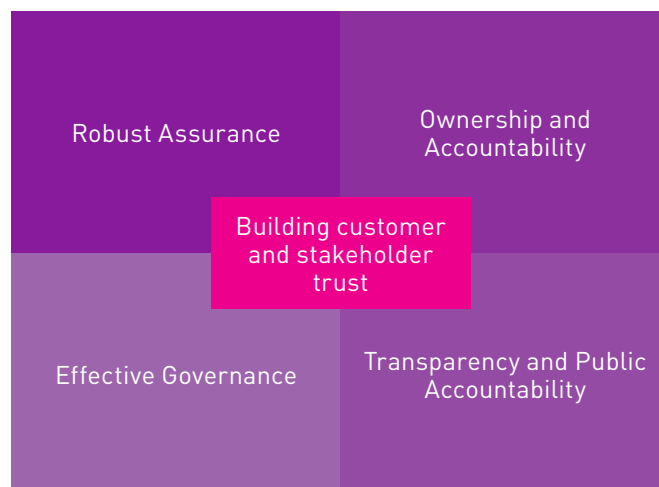 Robust Assurance
Ownership and
Accountability
Building customer
and stakeholder
trust
Effective Governance
Transparency and Public
Accountability